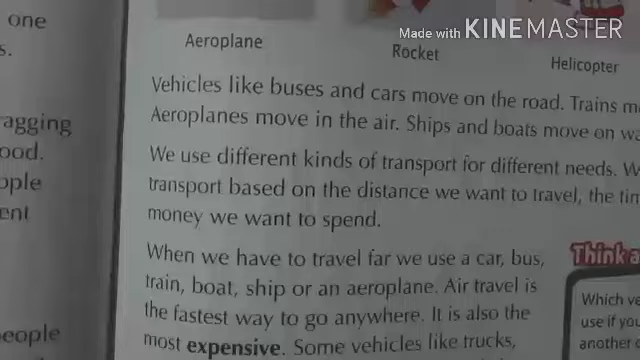 Made with KINEMASTER
one
s.
agging
ood.
ople
ent
eople
Aeroplane
Rocket
Helicopter
Vehicles like buses and cars move on the road. Trains m
Aeroplanes move in the air. Ships and boats move on wa
We use different kinds of transport for different needs. W
transport based on the distance we want to travel, the tim
money we want to spend.
When we have to travel far we use a car, bus,
train, boat, ship or an aeroplane. Air travel is
the fastest way to go anywhere. It is also the
most expensive. Some vehicles like trucks,
Think a
Which ve
use if you
another c